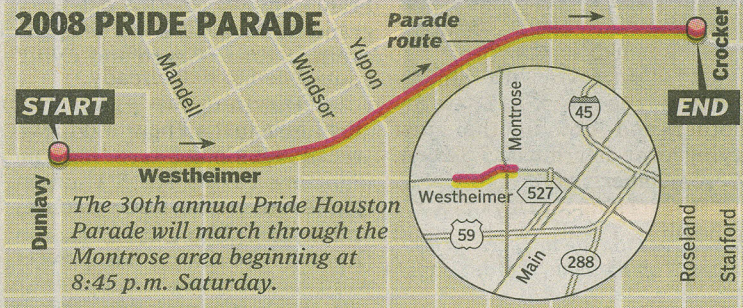 2008 PRIDE PARADE
Parade
route
Crocker
Mandell
Windsor
Yupon
START
END
Dunlavy
Westheimer
The 30th annual Pride Houston
Parade will march through the
Montrose area beginning at
8:45 p.m. Saturday.
Montrose
45
Westheimer
527
59
Main
288
Roseland
Stanford